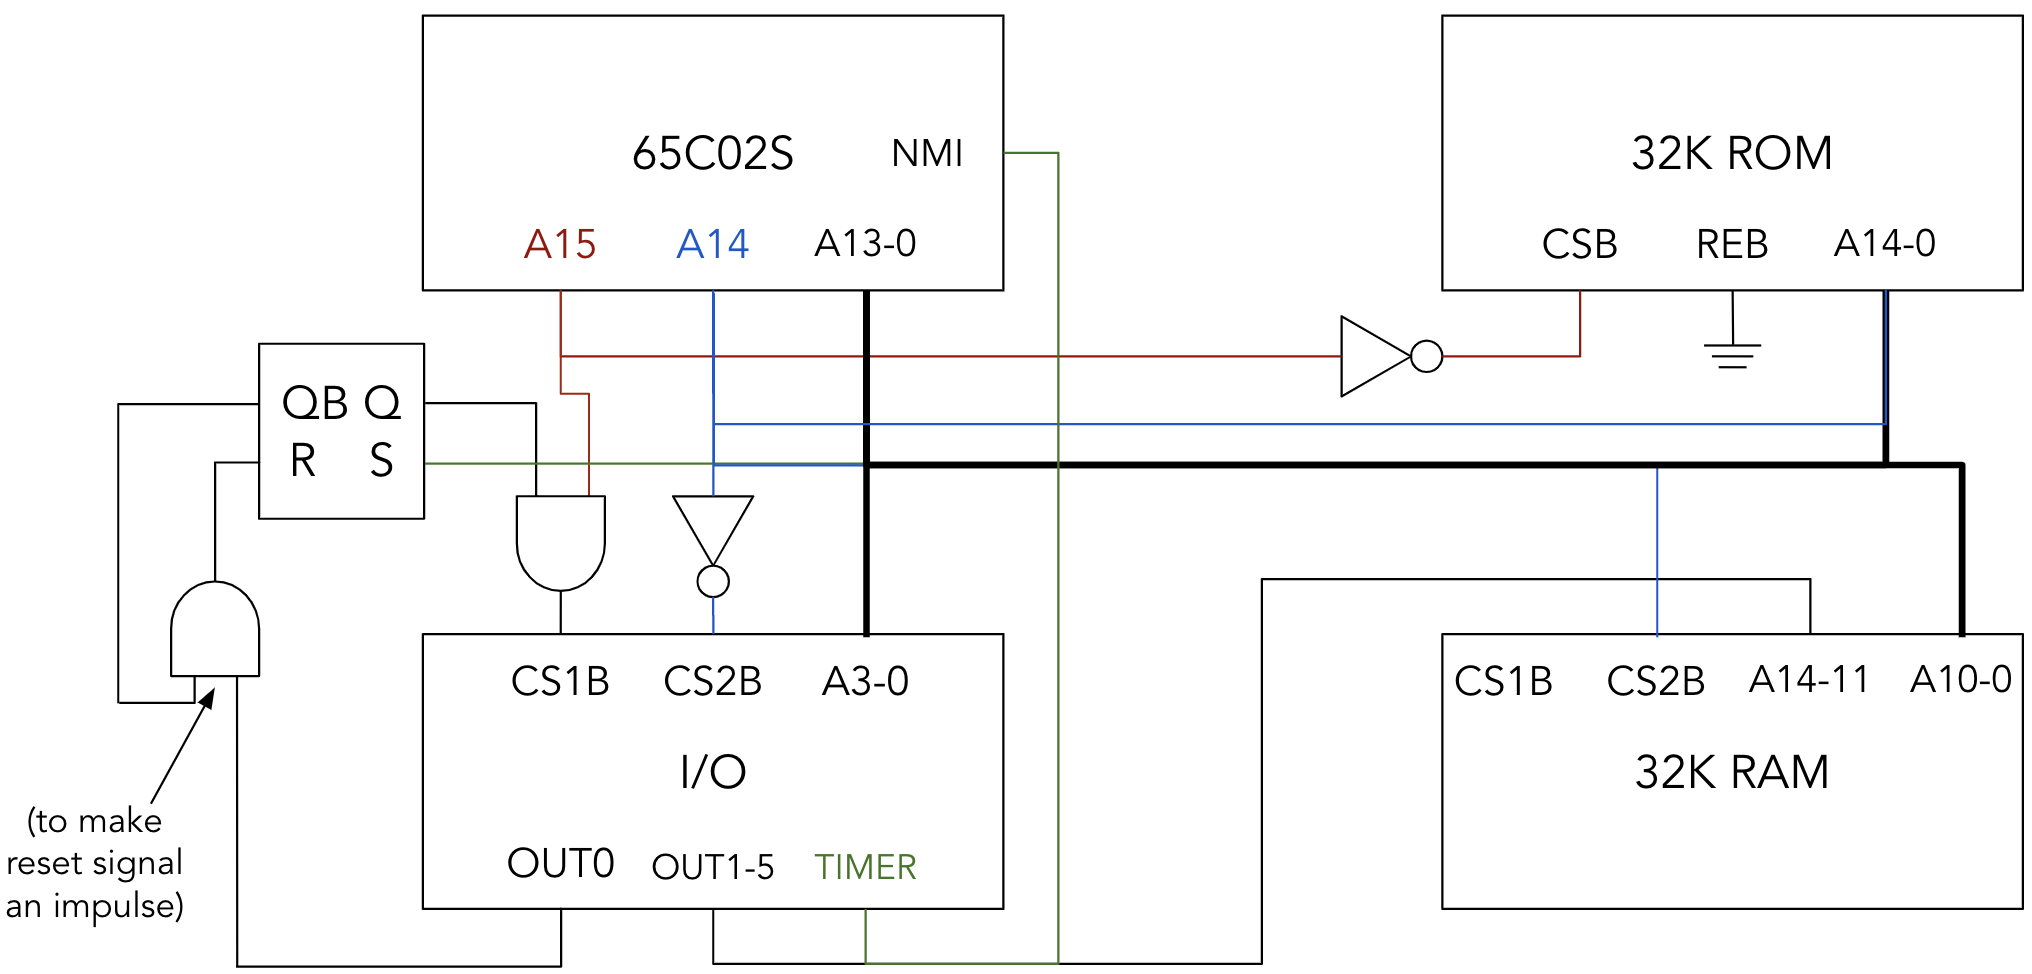 65C02S
NMI
A15
A14
A13-0
32K ROM
CSB
REB
A14-0
QB Q
R S
CS1B
CS2B
A3-0
I/O
OUT0
OUT1-5
TIMER
CS1B
CS2B
A14-11
A10-0
32K RAM
(to make
reset signal
an impulse)